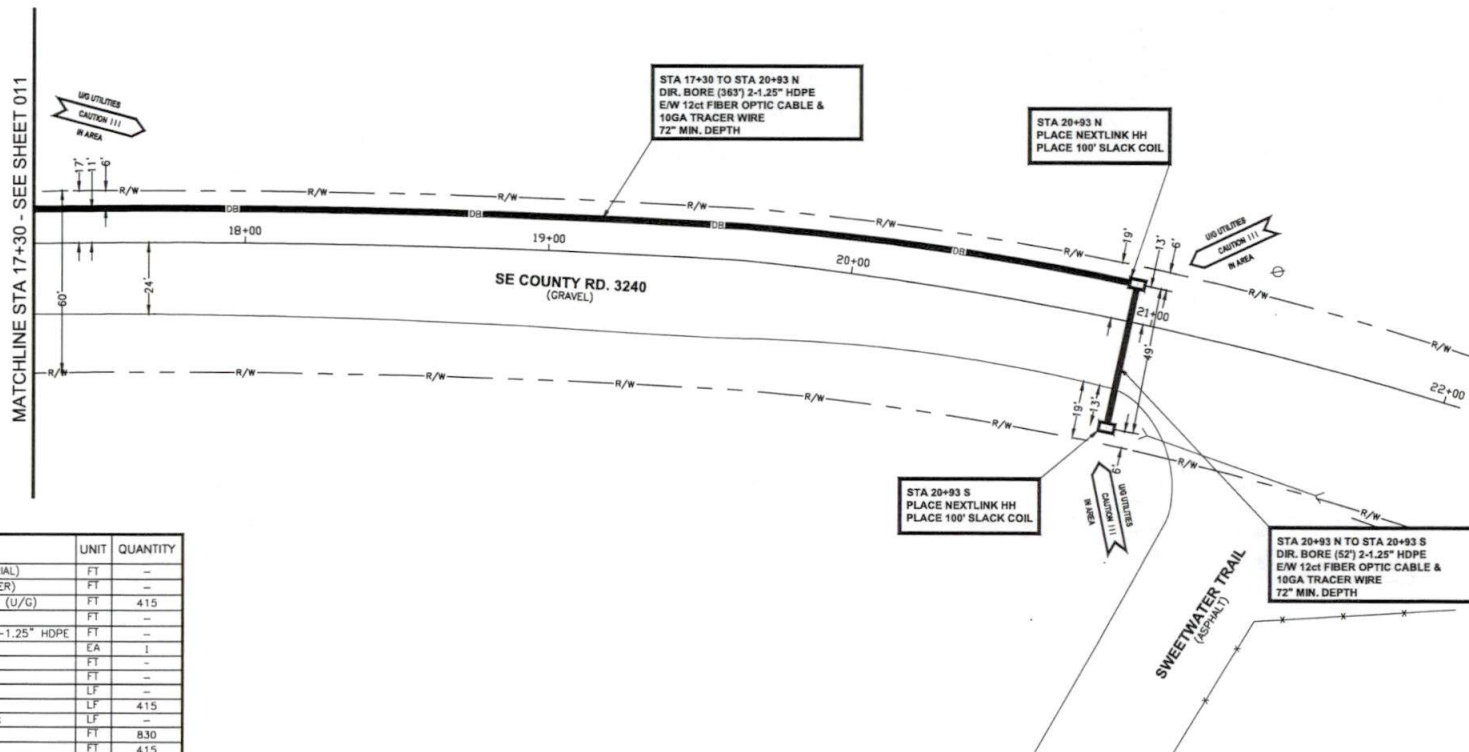 MATCHLINE STA 17+30 - SEE SHEET 011
U/G UTILITIES
CAUTION !!!
IN AREA
STA 17+30 TO STA 20+93 N
DIR. BORE (363') 2-1.25" HDPE
E/W 12ct FIBER OPTIC CABLE &
10GA TRACER WIRE
72" MIN. DEPTH
STA 20+93 N
PLACE NEXTLINK HH
PLACE 100' SLACK COIL
17'
11'
6'
R/W
R/W
R/W
R/W
R/W
R/W
R/W
R/W
DB
DB
DB
DB
18+00
19+00
20+00
21+00
22+00
19'
13'
6'
U/G UTILITIES
CAUTION !!!
IN AREA
60'
24'
SE COUNTY RD. 3240
(GRAVEL)
49'
R/W
R/W
R/W
R/W
R/W
R/W
R/W
R/W
19'
13'
6'
U/G UTILITIES
CAUTION !!!
IN AREA
STA 20+93 S
PLACE NEXTLINK HH
PLACE 100' SLACK COIL
STA 20+93 N TO STA 20+93 S
DIR. BORE (52') 2-1.25" HDPE
E/W 12ct FIBER OPTIC CABLE &
10GA TRACER WIRE
72" MIN. DEPTH
SWEETWATER TRAIL
(ASPHALT)
UNIT QUANTITY
IAL) FT -
ER) FT -
(U/G) FT 415
FT -
-1.25" HDPE FT -
EA 1
FT -
FT -
LF -
LF 415
LF -
FT 830
FT 415